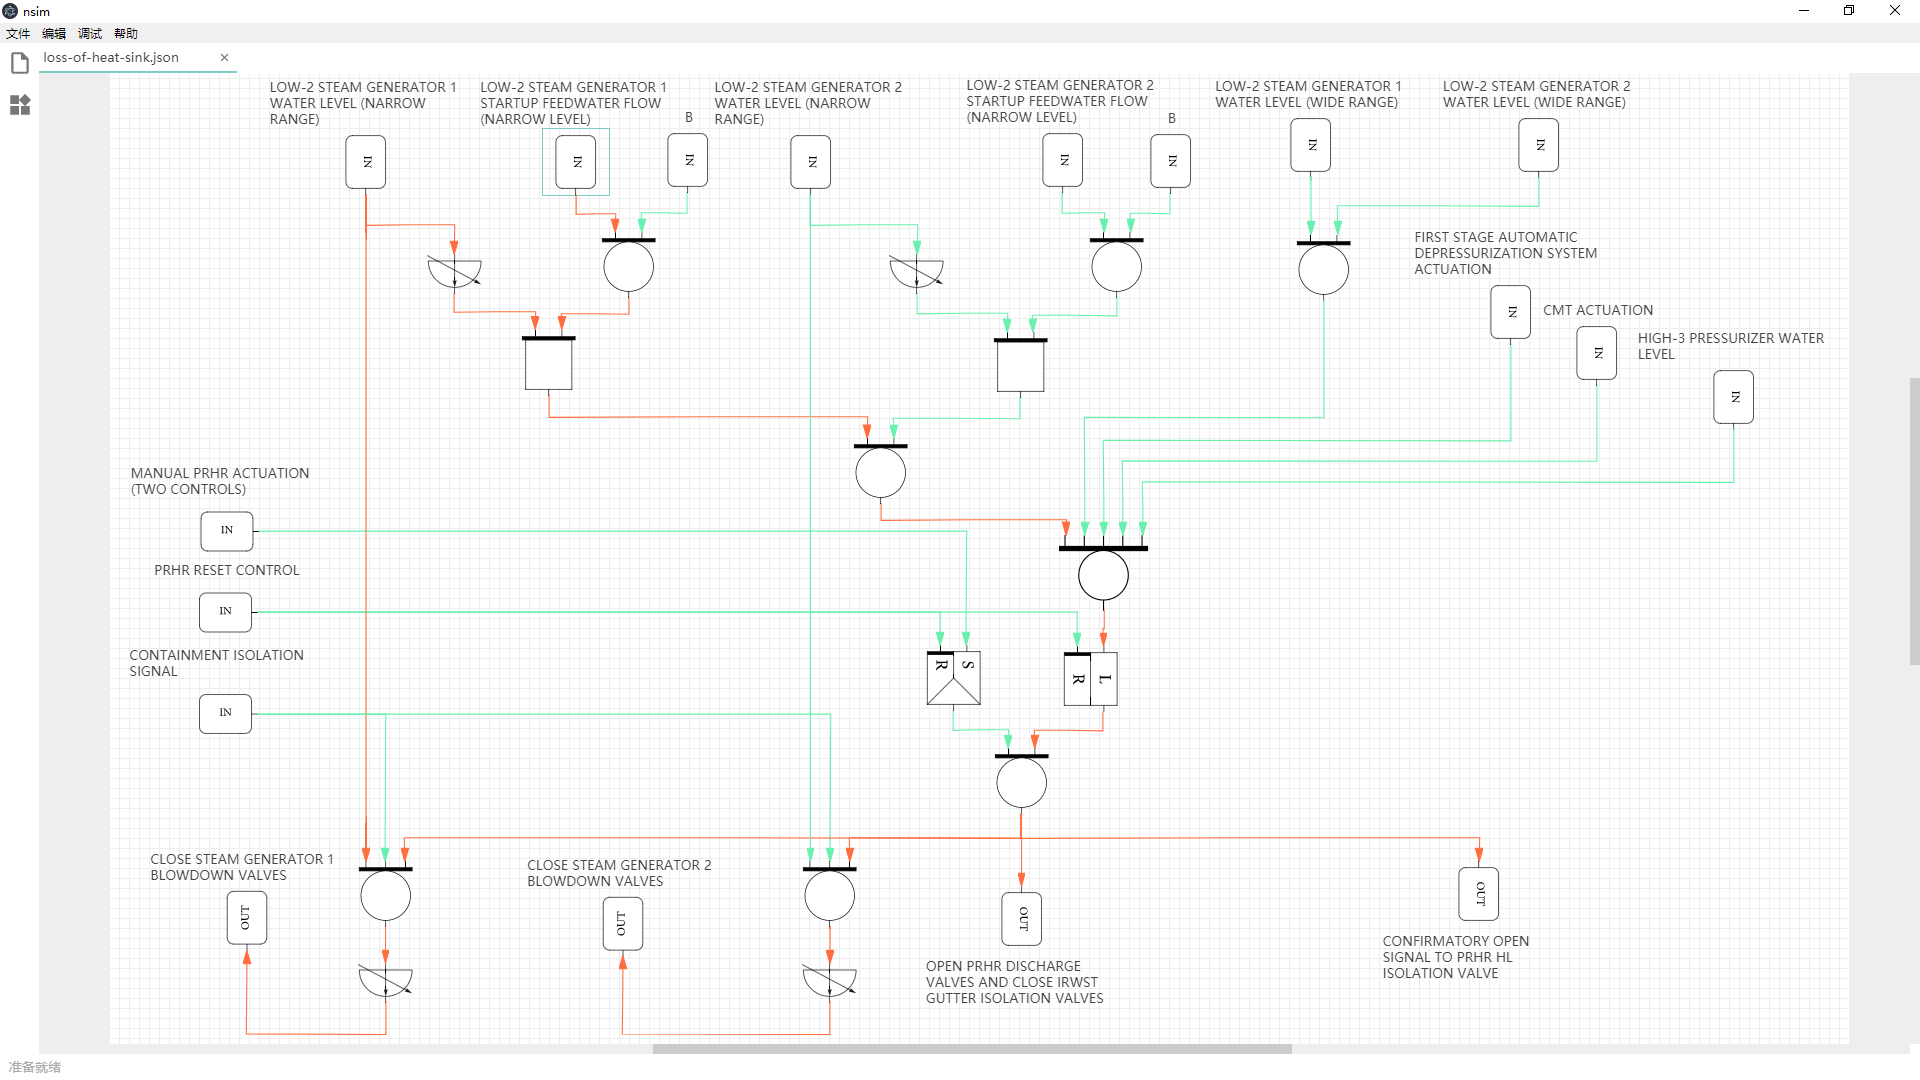 nsim
文件 编辑 调试 帮助
loss-of-heat-sink.json ×
LOW-2 STEAM GENERATOR 1
WATER LEVEL (NARROW
RANGE)
LOW-2 STEAM GENERATOR 1
STARTUP FEEDWATER FLOW
(NARROW LEVEL)
B
LOW-2 STEAM GENERATOR 2
WATER LEVEL (NARROW
RANGE)
LOW-2 STEAM GENERATOR 2
STARTUP FEEDWATER FLOW
(NARROW LEVEL)
B
LOW-2 STEAM GENERATOR 1
WATER LEVEL (WIDE RANGE)
LOW-2 STEAM GENERATOR 2
WATER LEVEL (WIDE RANGE)
IN
IN
IN
IN
IN
IN
IN
IN
FIRST STAGE AUTOMATIC
DEPRESSURIZATION SYSTEM
ACTUATION
IN
CMT ACTUATION
IN
HIGH-3 PRESSURIZER WATER
LEVEL
IN
MANUAL PRHR ACTUATION
(TWO CONTROLS)
IN
PRHR RESET CONTROL
IN
CONTAINMENT ISOLATION
SIGNAL
IN
R S
R L
CLOSE STEAM GENERATOR 1
BLOWDOWN VALVES
OUT
CLOSE STEAM GENERATOR 2
BLOWDOWN VALVES
OUT
OUT
OPEN PRHR DISCHARGE
VALVES AND CLOSE IRWST
GUTTER ISOLATION VALVES
OUT
CONFIRMATORY OPEN
SIGNAL TO PRHR HL
ISOLATION VALVE
准备就绪